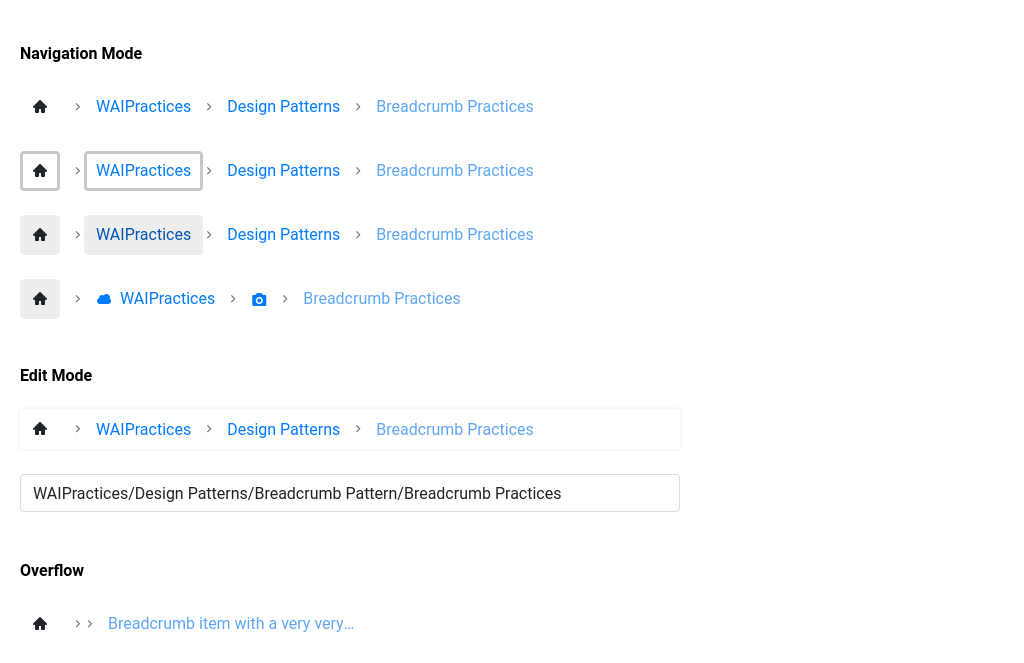 Navigation Mode
WAIPractices Design Patterns Breadcrumb Practices
WAIPractices Design Patterns Breadcrumb Practices
WAIPractices Design Patterns Breadcrumb Practices
WAIPractices Breadcrumb Practices
Edit Mode
WAIPractices Design Patterns Breadcrumb Practices
WAIPractices/Design Patterns/Breadcrumb Pattern/Breadcrumb Practices
Overflow
Breadcrumb item with a very very…